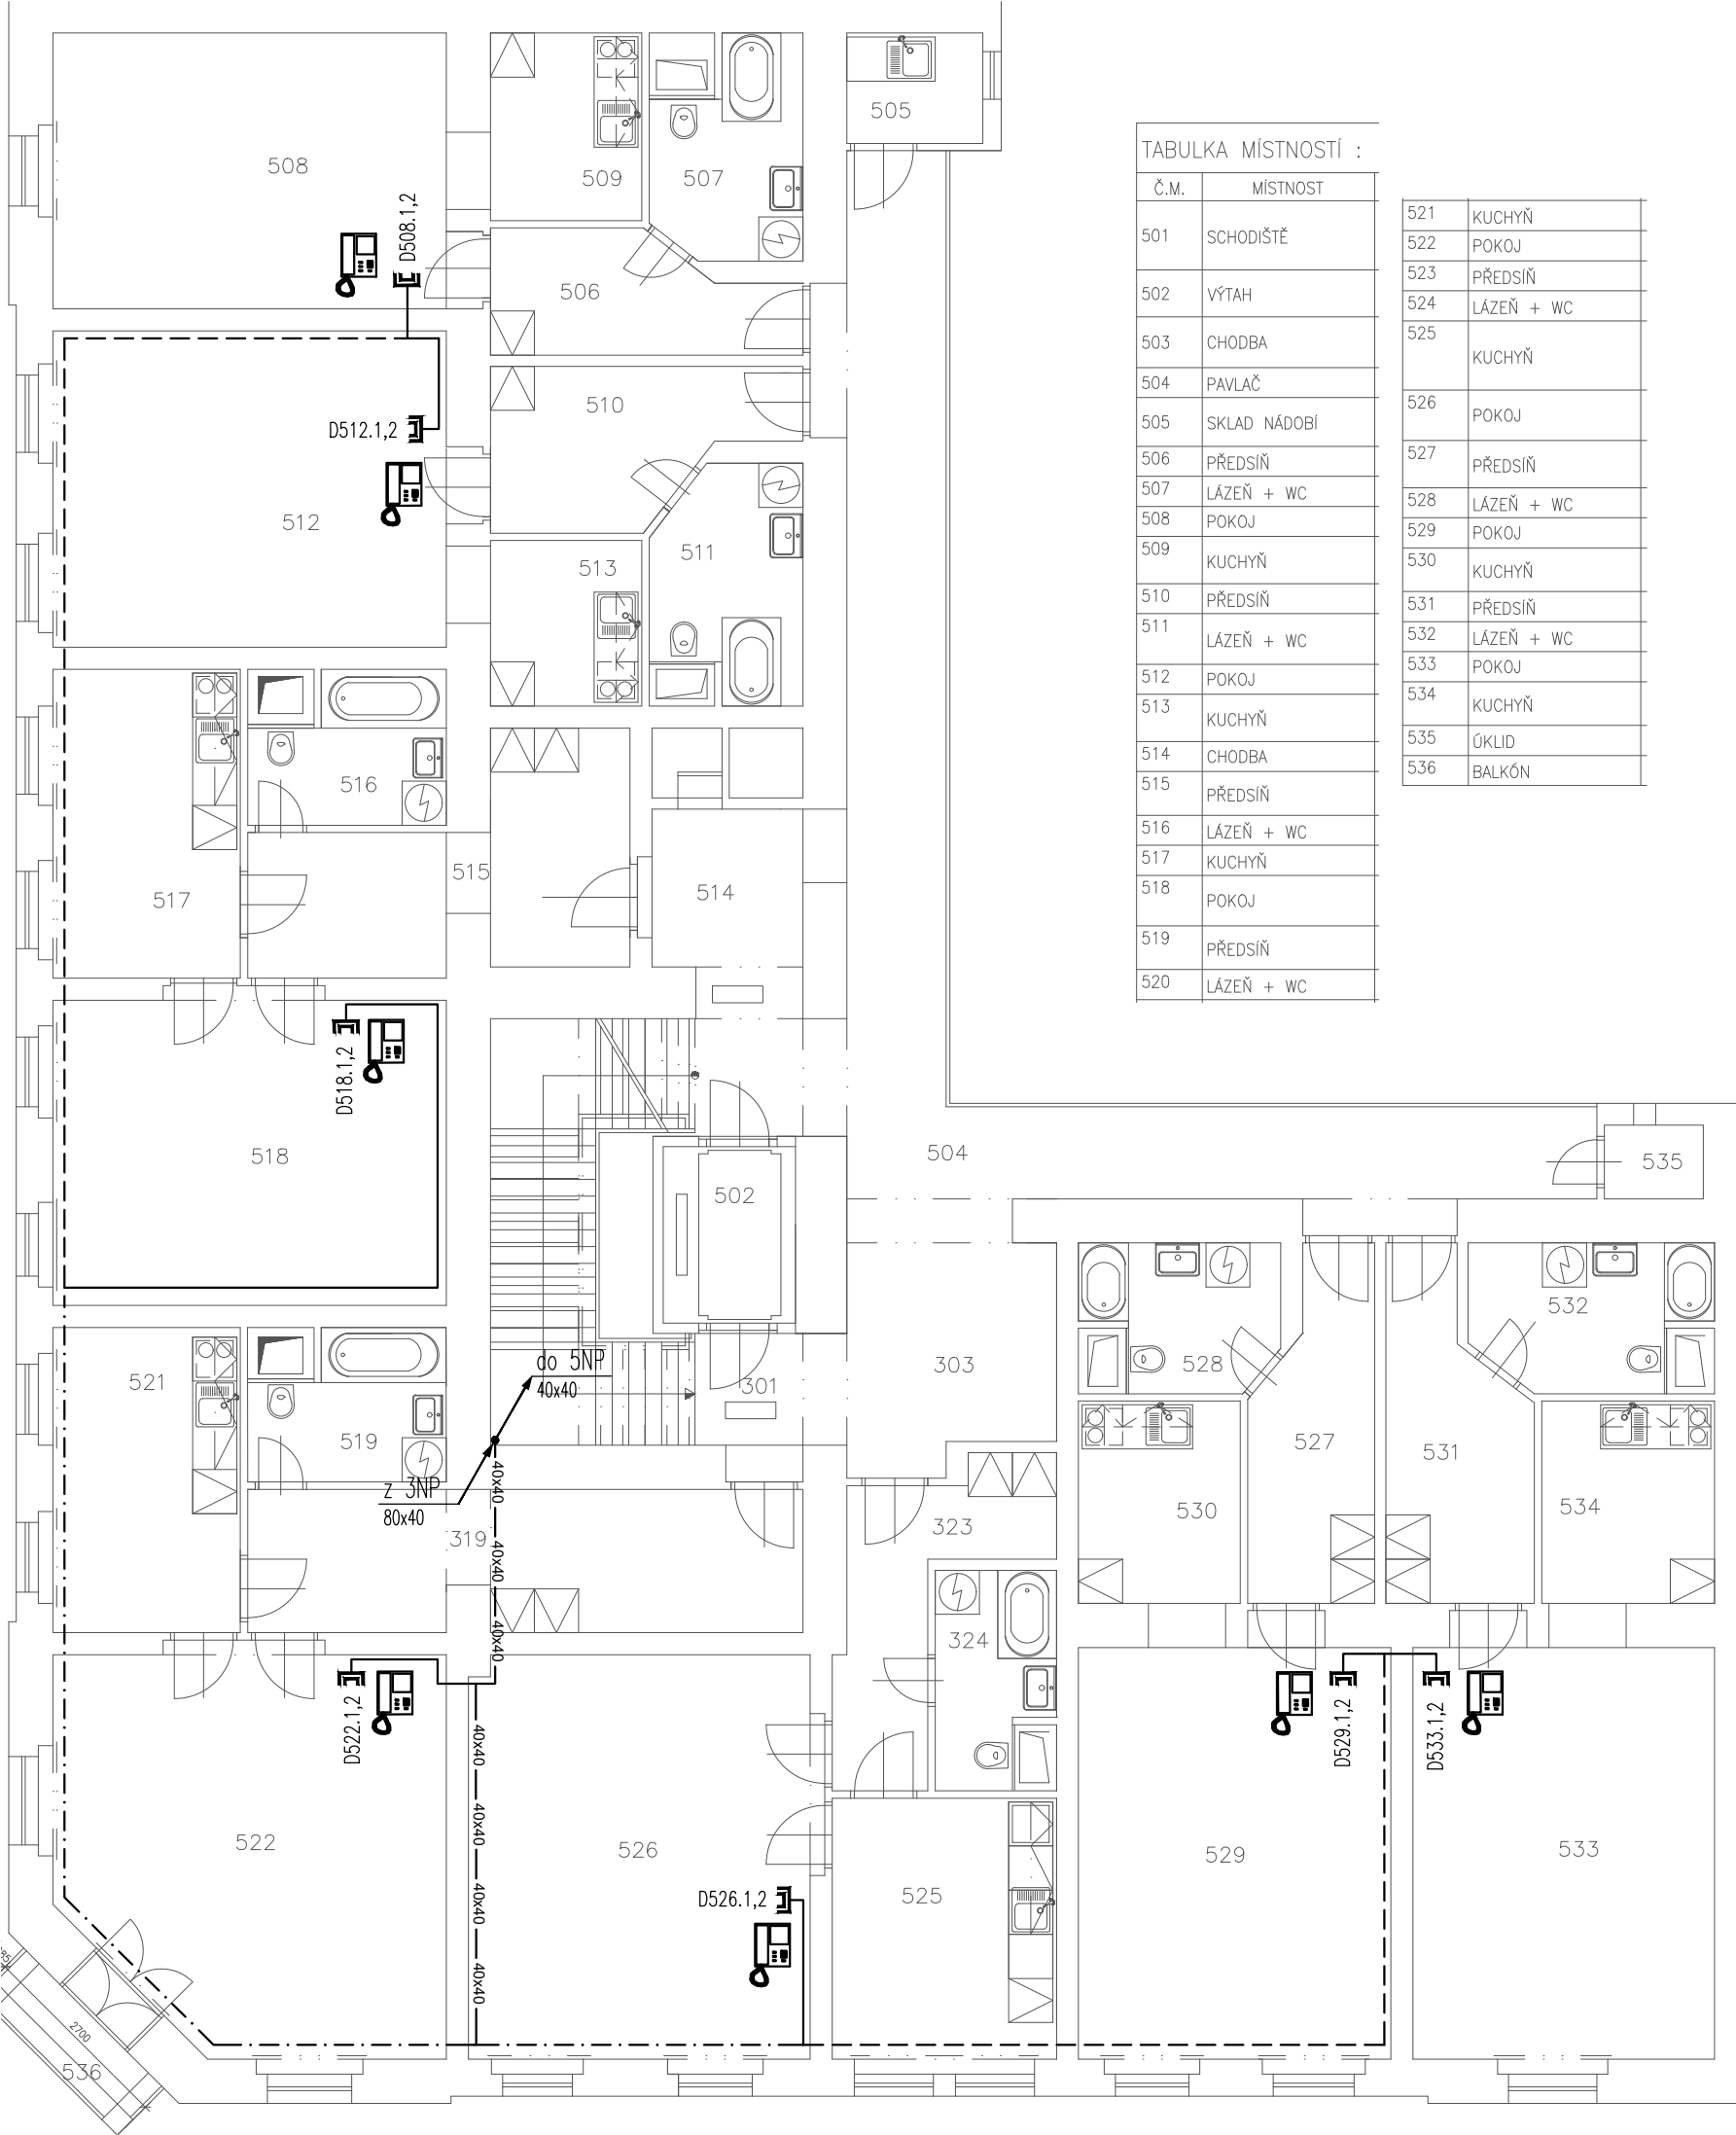 508
D508.1,2
509
507
505
506
D512.1,2
510
512
513
511
516
517
515
514
D518.1,2
518
502
504
535
do 5NP
40x40
301
303
521
519
z 3NP
80x40
40x40
40x40
40x40
319
323
324
528
532
527
531
530
534
D522.1,2
522
40x40
40x40
40x40
40x40
526
D526.1,2
525
D529.1,2
529
D533.1,2
533
2700
536
TABULKA MÍSTNOSTÍ :
Č.M. MÍSTNOST
501 SCHODIŠTĚ
502 VÝTAH
503 CHODBA
504 PAVLAČ
505 SKLAD NÁDOBÍ
506 PŘEDSÍŇ
507 LÁZEŇ + WC
508 POKOJ
509 KUCHYŇ
510 PŘEDSÍŇ
511 LÁZEŇ + WC
512 POKOJ
513 KUCHYŇ
514 CHODBA
515 PŘEDSÍŇ
516 LÁZEŇ + WC
517 KUCHYŇ
518 POKOJ
519 PŘEDSÍŇ
520 LÁZEŇ + WC
521 KUCHYŇ
522 POKOJ
523 PŘEDSÍŇ
524 LÁZEŇ + WC
525 KUCHYŇ
526 POKOJ
527 PŘEDSÍŇ
528 LÁZEŇ + WC
529 POKOJ
530 KUCHYŇ
531 PŘEDSÍŇ
532 LÁZEŇ + WC
533 POKOJ
534 KUCHYŇ
535 ÚKLID
536 BALKÓN